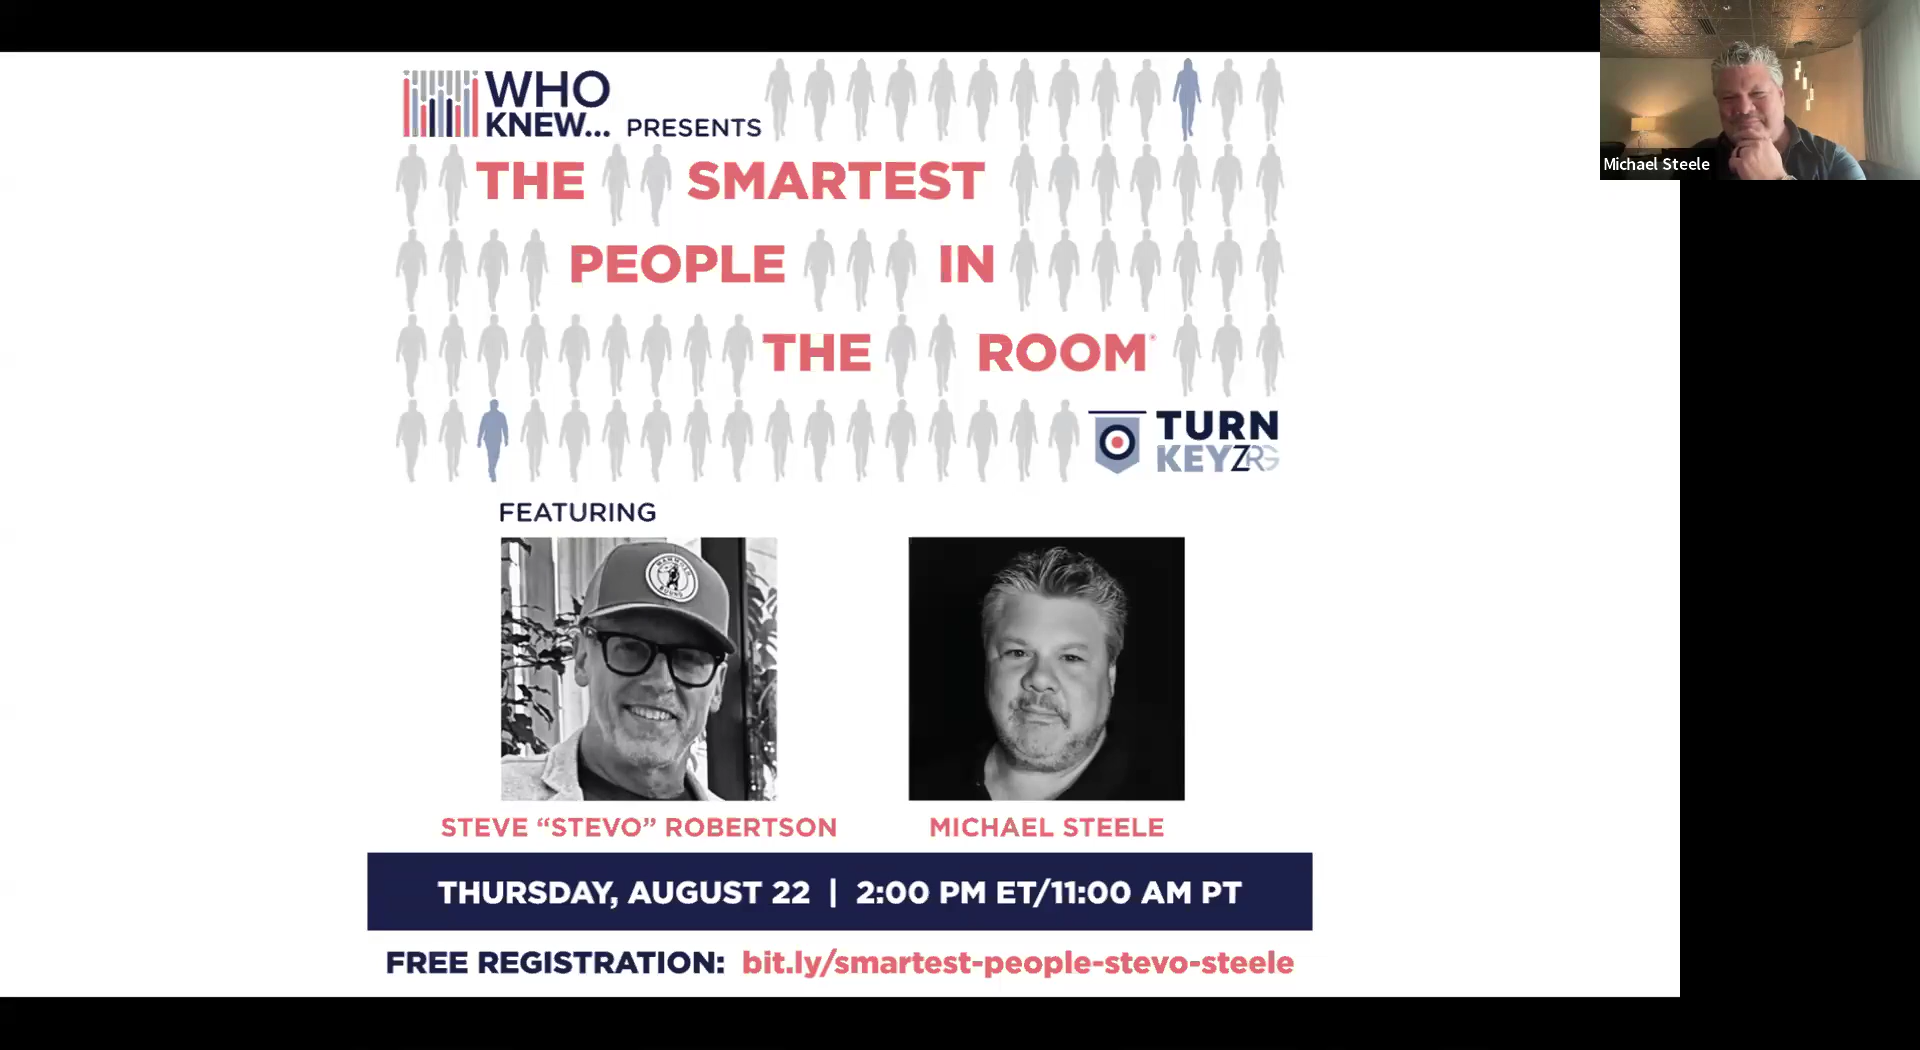 WHO
KNEW... PRESENTS
THE SMARTEST
PEOPLE IN
THE ROOM®
TURN
KEYZRG
FEATURING
MAMMOTH
STEVE “STEVO” ROBERTSON
MICHAEL STEELE
THURSDAY, AUGUST 22 | 2:00 PM ET/11:00 AM PT
FREE REGISTRATION: bit.ly/smartest-people-stevo-steele
Michael Steele